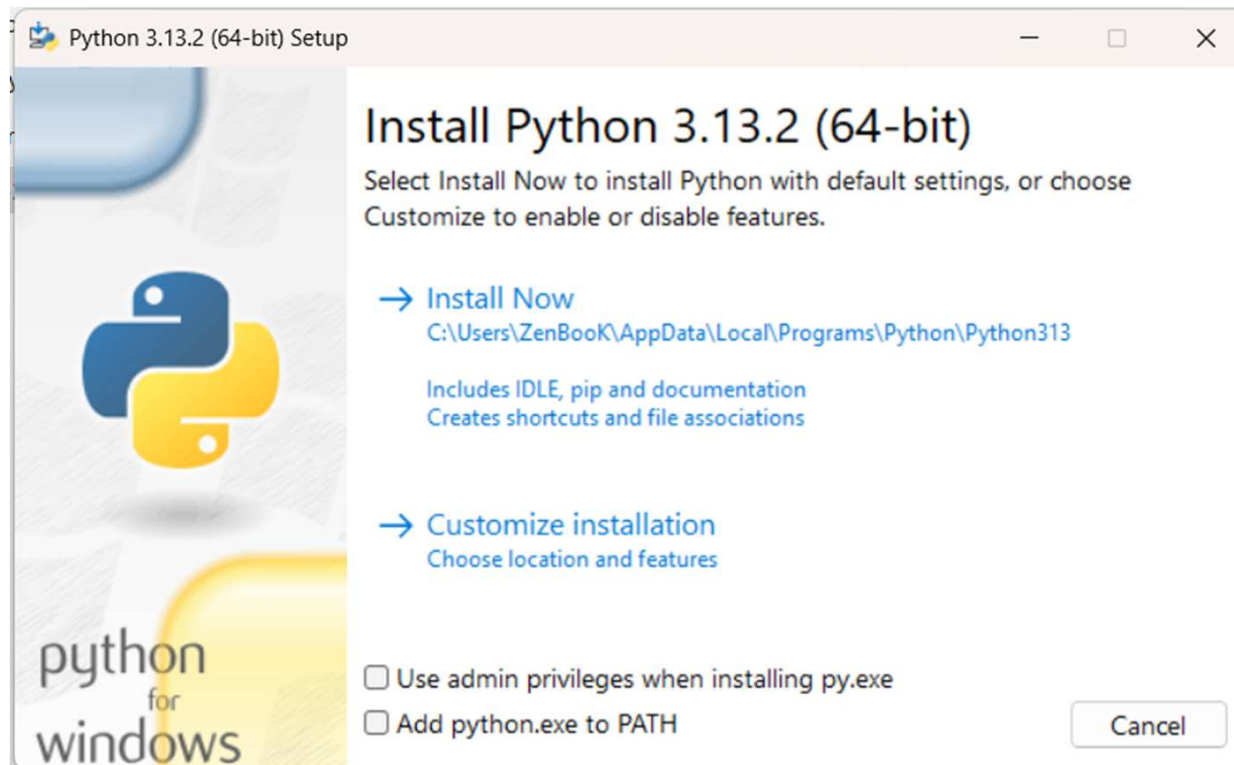 Python 3.13.2 (64-bit) Setup
Install Python 3.13.2 (64-bit)
Select Install Now to install Python with default settings, or choose
Customize to enable or disable features.
Install Now
C:\Users\ZenBooK\AppData\Local\Programs\Python\Python313
Includes IDLE, pip and documentation
Creates shortcuts and file associations
Customize installation
Choose location and features
python
for
windows
Use admin privileges when installing py.exe
Add python.exe to PATH
Cancel